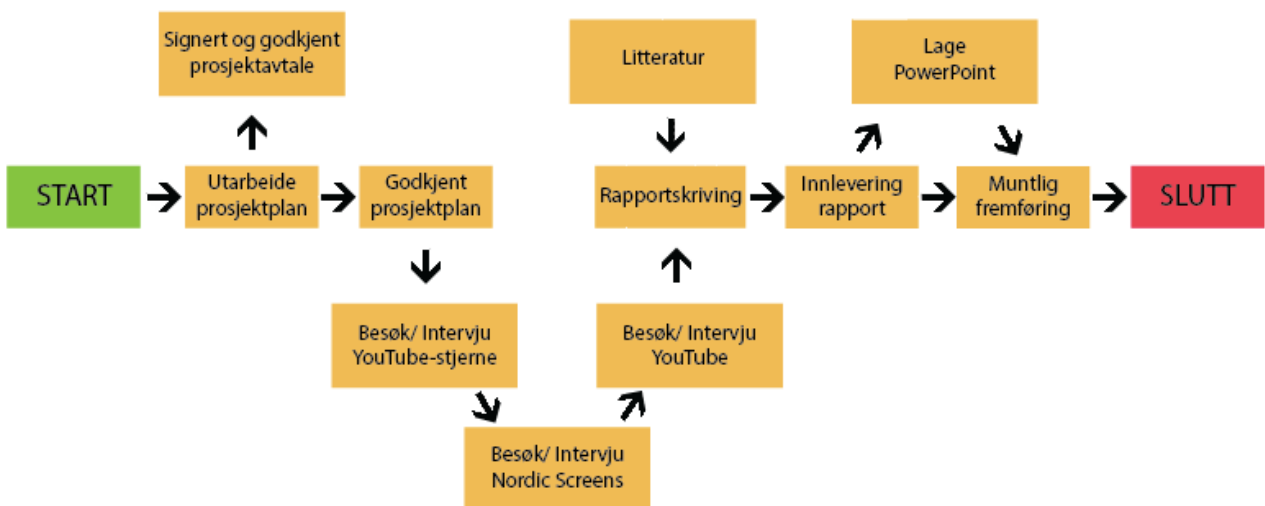 Signert og godkjent
prosjektavtale
Litteratur
Lage
PowerPoint
START
Utarbeide
prosjektplan
Godkjent
prosjektplan
Rapportskriving
Innlevering
rapport
Muntlig
fremføring
SLUTT
Besøk/ Intervju
YouTube-stjerne
Besøk/ Intervju
YouTube
Besøk/ Intervju
Nordic Screens